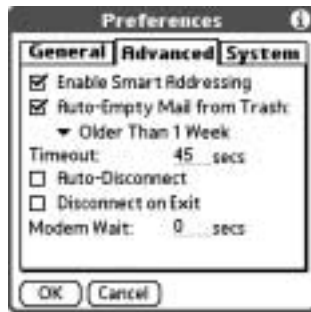 Preferences
General Advanced System
Enable Smart Addressing
Auto-Empty Mail from Trash:
Older Than 1 Week
Timeout: 45 secs
Auto-Disconnect
Disconnect on Exit
Modem Wait: 0 secs
OK Cancel